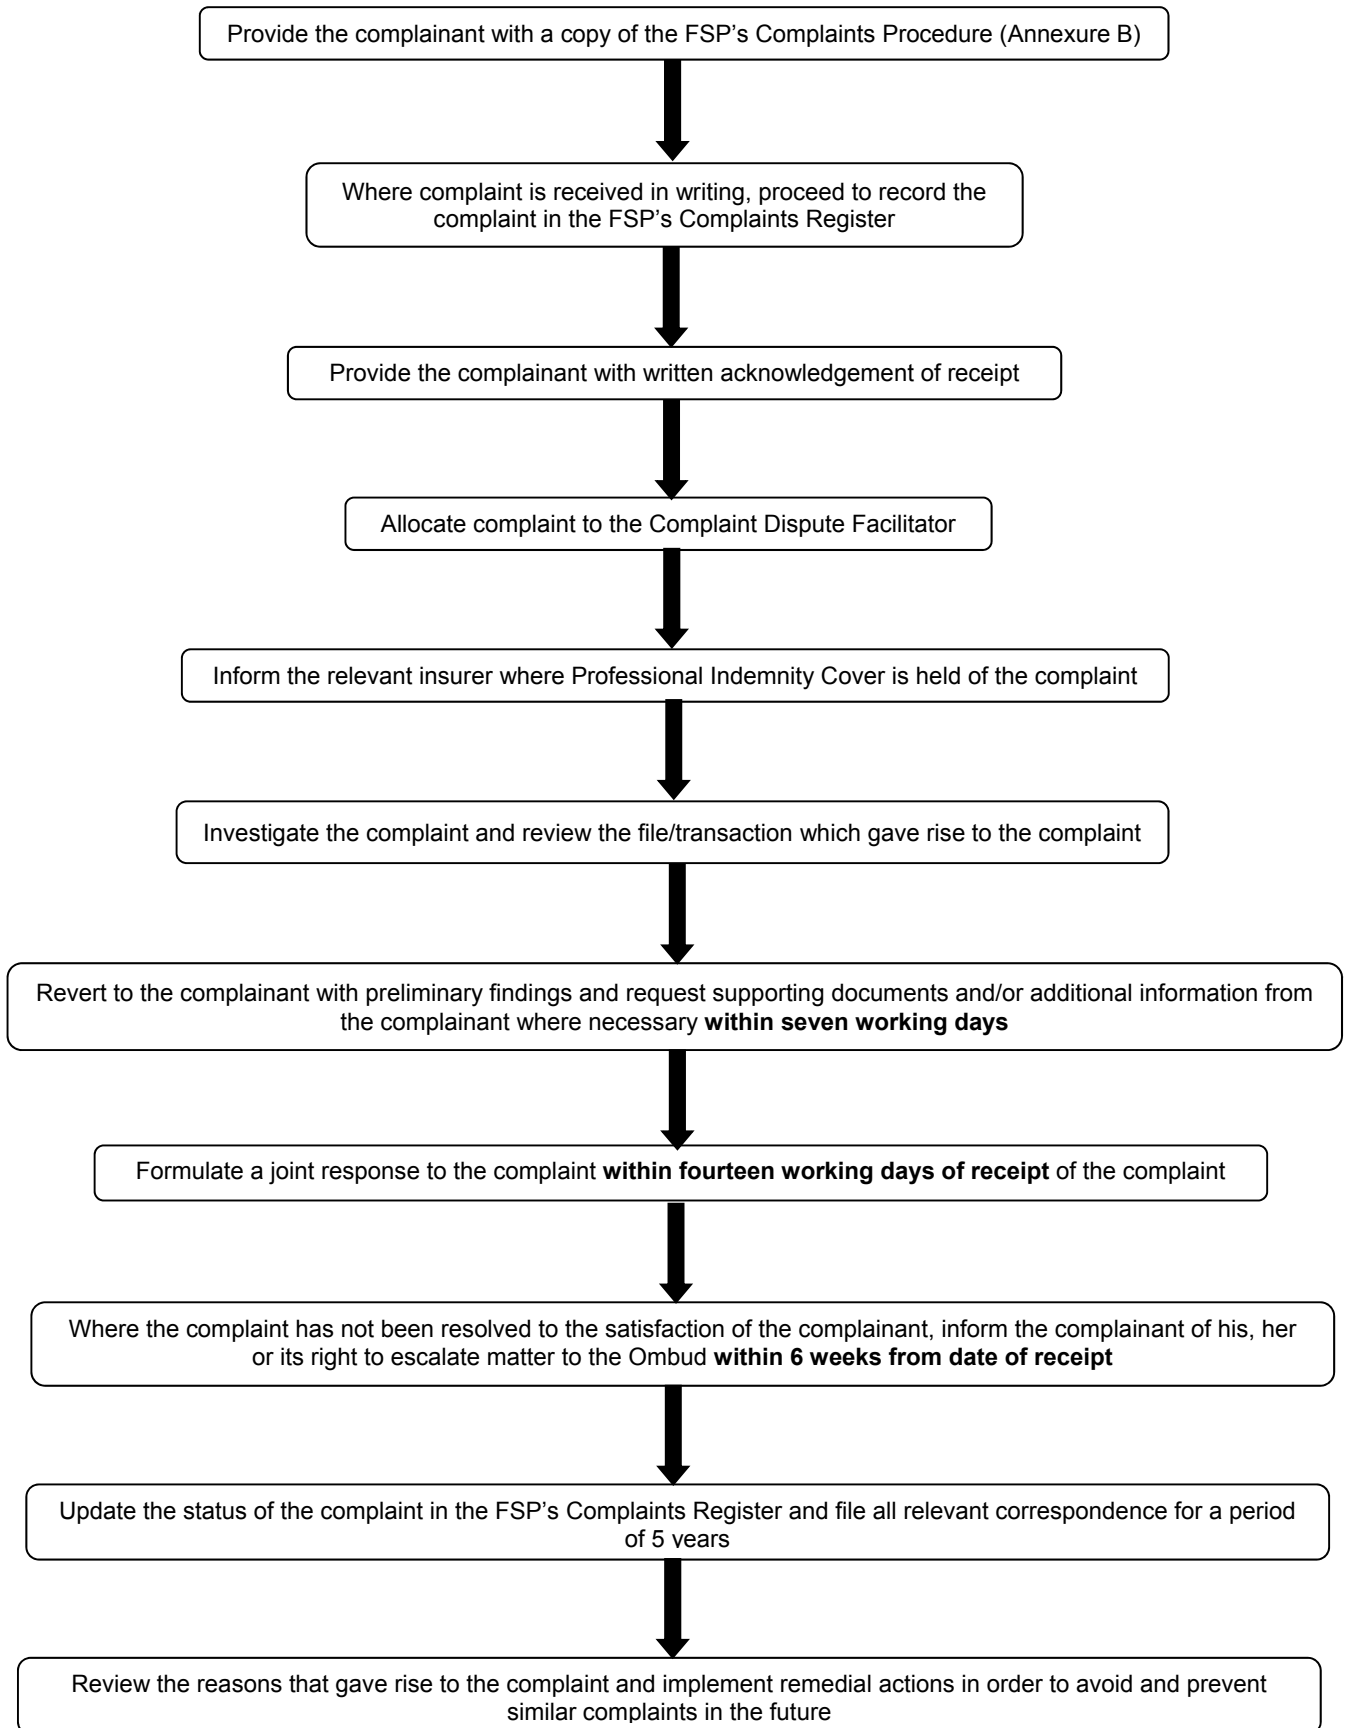 Provide the complainant with a copy of the FSP’s Complaints Procedure (Annexure B)
Where complaint is received in writing, proceed to record the
complaint in the FSP’s Complaints Register
Provide the complainant with written acknowledgement of receipt
Allocate complaint to the Complaint Dispute Facilitator
Inform the relevant insurer where Professional Indemnity Cover is held of the complaint
Investigate the complaint and review the file/transaction which gave rise to the complaint
Revert to the complainant with preliminary findings and request supporting documents and/or additional information from
the complainant where necessary within seven working days
Formulate a joint response to the complaint within fourteen working days of receipt of the complaint
Where the complaint has not been resolved to the satisfaction of the complainant, inform the complainant of his, her
or its right to escalate matter to the Ombud within 6 weeks from date of receipt
Update the status of the complaint in the FSP’s Complaints Register and file all relevant correspondence for a period
of 5 years
Review the reasons that gave rise to the complaint and implement remedial actions in order to avoid and prevent
similar complaints in the future